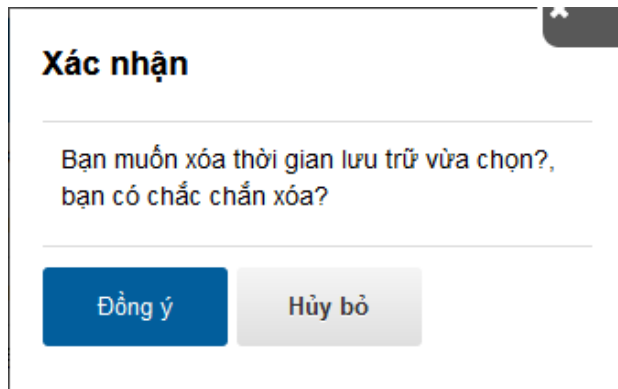 Xác nhận
Bạn muốn xóa thời gian lưu trữ vừa chọn?,
bạn có chắc chắn xóa?
Đồng ý
Hủy bỏ